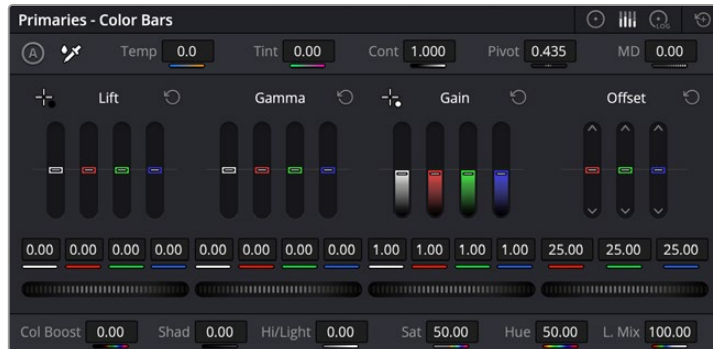 Primaries - Color Bars
LOG
A Temp 0.0 Tint 0.00 Cont 1.000 Pivot 0.435 MD 0.00
Lift Gamma Gain Offset
0.00 0.00 0.00 0.00 0.00 0.00 0.00 0.00 1.00 1.00 1.00 1.00 25.00 25.00 25.00
Col Boost 0.00 Shad 0.00 Hi/Light 0.00 Sat 50.00 Hue 50.00 L. Mix 100.00